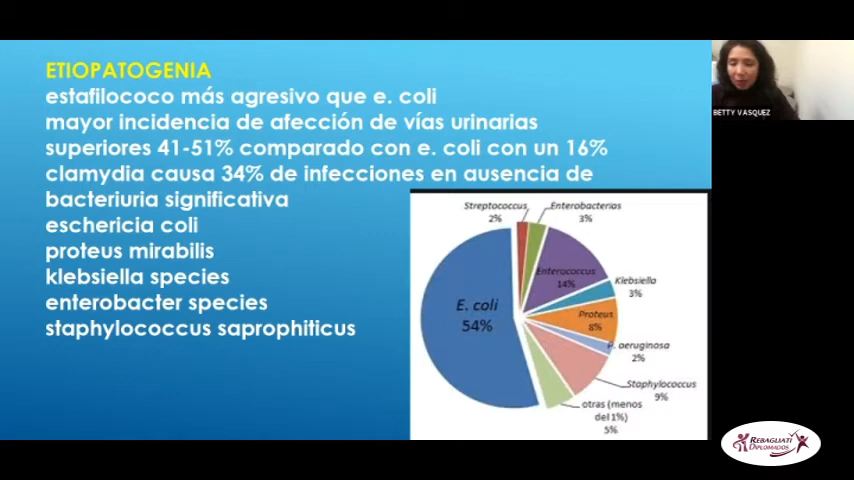 ETIOPATOGENIA
estafilococo más agresivo que e. coli
mayor incidencia de afección de vías urinarias
superiores 41-51% comparado con e. coli con un 16%
clamydia causa 34% de infecciones en ausencia de
bacteriuria significativa
eschericia coli
proteus mirabilis
klebsiella species
enterobacter species
staphylococcus saprophiticus
Streptococcus
2%
Enterobacterias
3%
Enterococcus
14%
Klebsiella
3%
Proteus
8%
P. aeruginosa
2%
Staphylococcus
9%
otras (menos
del 1%)
5%
E. coli
54%
BETTY VASQUEZ
REBAGLIATI
DIPLOMADOS